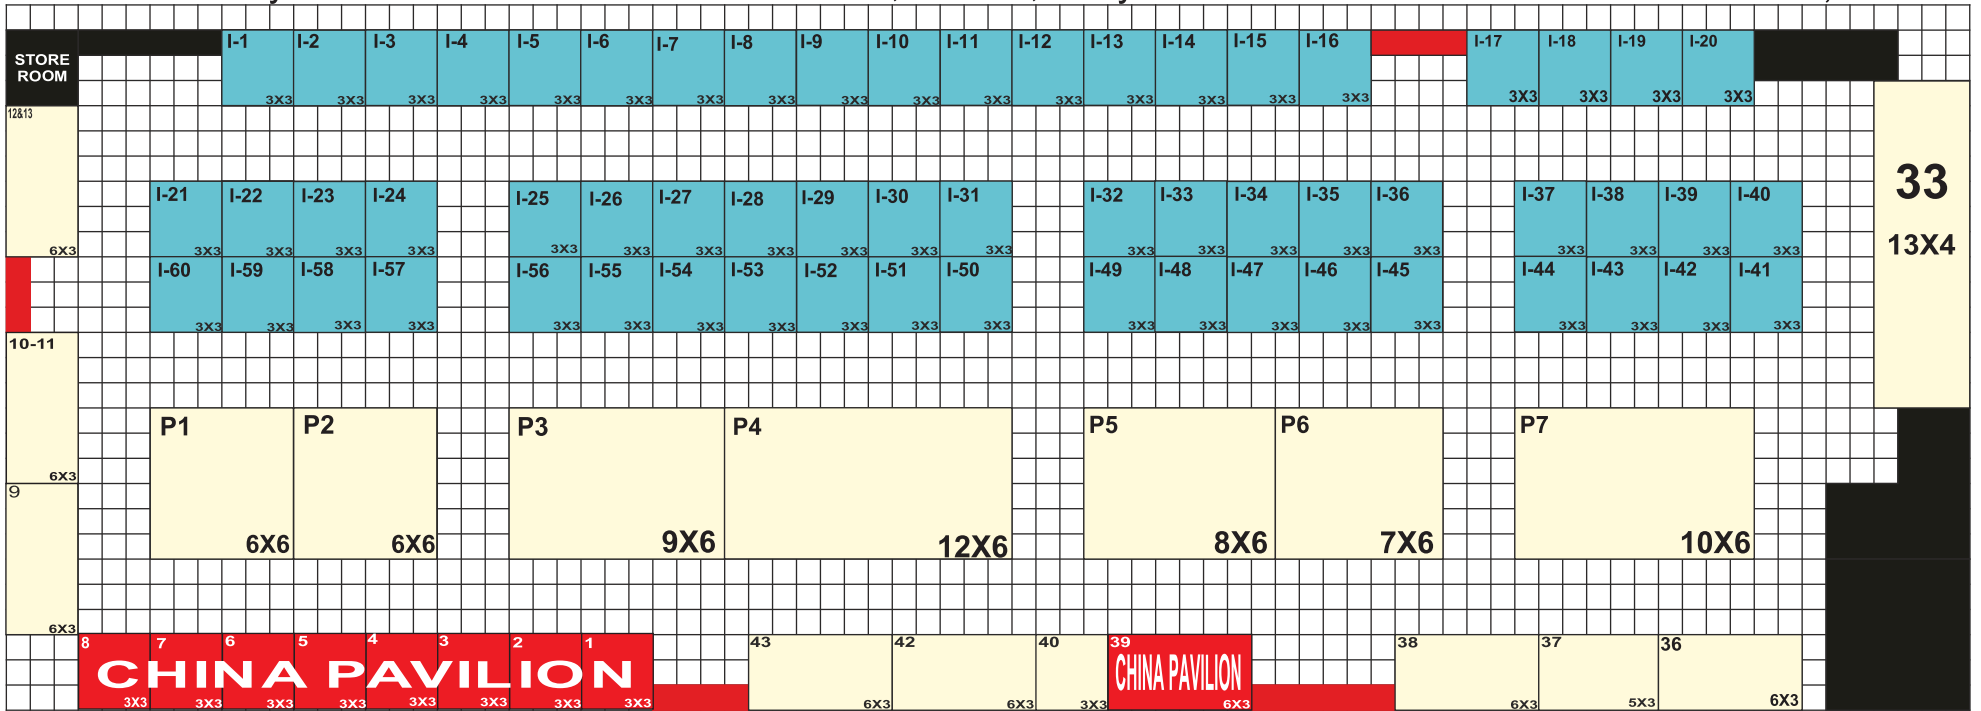 STORE
ROOM
I-1 I-2 I-3 I-4 I-5 I-6 I-7 I-8 I-9 I-10 I-11 I-12 I-13 I-14 I-15 I-16 I-17 I-18 I-19 I-20
3X3 3X3 3X3 3X3 3X3 3X3 3X3 3X3 3X3 3X3 3X3 3X3 3X3 3X3 3X3 3X3 3X3 3X3 3X3 3X3
12&13
6X3
33
13X4
I-21 I-22 I-23 I-24 I-25 I-26 I-27 I-28 I-29 I-30 I-31 I-32 I-33 I-34 I-35 I-36 I-37 I-38 I-39 I-40
3X3 3X3 3X3 3X3 3X3 3X3 3X3 3X3 3X3 3X3 3X3 3X3 3X3 3X3 3X3 3X3 3X3 3X3 3X3 3X3
I-60 I-59 I-58 I-57 I-56 I-55 I-54 I-53 I-52 I-51 I-50 I-49 I-48 I-47 I-46 I-45 I-44 I-43 I-42 I-41
3X3 3X3 3X3 3X3 3X3 3X3 3X3 3X3 3X3 3X3 3X3 3X3 3X3 3X3 3X3 3X3 3X3 3X3 3X3 3X3
10-11
6X3
P1 P2 P3 P4 P5 P6 P7
6X6 6X6 9X6 12X6 8X6 7X6 10X6
9
6X3
8 7 6 5 4 3 2 1 43 42 40 39 38 37 36
CHINA PAVILION CHINA PAVILION
3X3 3X3 3X3 3X3 3X3 3X3 3X3 3X3 6X3 6X3 3X3 6X3 6X3 5X3 6X3